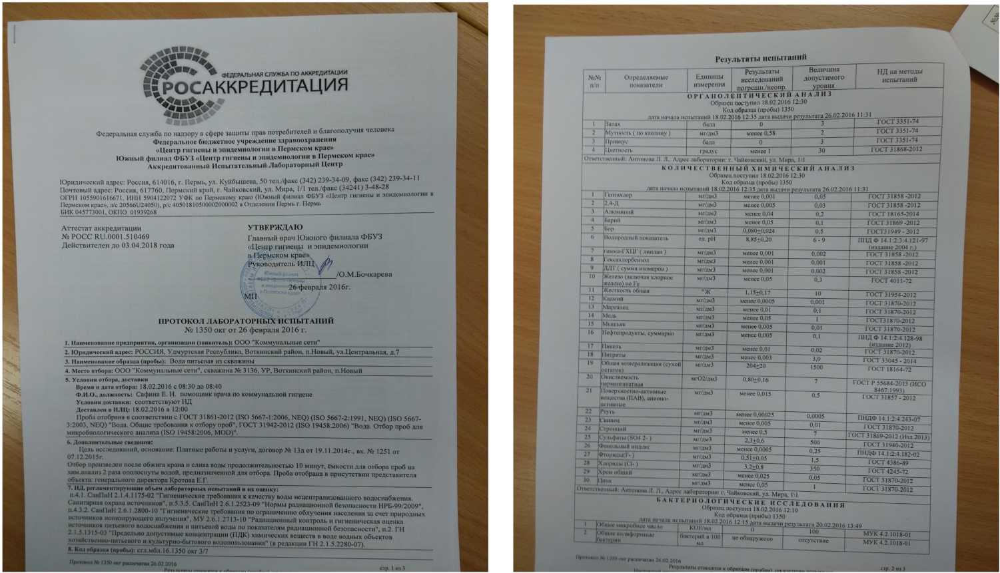 ФЕДЕРАЛЬНАЯ СЛУЖБА ПО АККРЕДИТАЦИИ
РОСАККРЕДИТАЦИЯ
Федеральная служба по надзору в сфере защиты прав потребителей и благополучия человека
Федеральное бюджетное учреждение здравоохранения
«Центр гигиены и эпидемиологии в Пермском крае»
Южный филиал ФБУЗ «Центр гигиены и эпидемиологии в Пермском крае»
Аккредитованный Испытательный Лабораторный Центр
Юридический адрес: Россия, 614016, г. Пермь, ул. Куйбышева, 50 тел./факс (342) 239-34-09, факс (342) 239-34-11
Почтовый адрес: Россия, 617760, Пермский край, г. Чайковский, ул. Мира, 1/1 тел./факс (34241) 3-48-28
ОГРН 1055901616671, ИНН 5904122072 УФК по Пермскому краю (Южный филиал ФБУЗ «Центр гигиены и эпидемиологии в
Пермском крае», л/с 20566U24050), р/с 40501810500002000002 в Отделении Пермь г. Пермь
БИК 045773001, ОКПО 01939268
Аттестат аккредитации
№ РОСС RU.0001.510469
Действителен до 03.04.2018 года
УТВЕРЖДАЮ
Главный врач Южного филиала ФБУЗ
«Центр гигиены и эпидемиологии
в Пермском крае»
Руководитель ИЛЦ
/О.М.Бочкарева
26 февраля 2016г.
МП
ПРОТОКОЛ ЛАБОРАТОРНЫХ ИСПЫТАНИЙ
№ 1350 окг от 26 февраля 2016 г.
1. Наименование предприятия, организации (заявитель): ООО "Коммунальные сети"
2. Юридический адрес: РОССИЯ, Удмуртская Республика, Воткинский район, п.Новый, ул.Центральная, д.7
3. Наименование образца (пробы): Вода питьевая из скважины
4. Место отбора: ООО "Коммунальные сети", скважина № 3136, УР, Воткинский район, п.Новый
5. Условия отбора, доставки
Время и дата отбора: 18.02.2016 с 08:30 до 08:40
Ф.И.О., должность: Сафина Е. Н. помощник врача по коммунальной гигиене
Условия доставки: соответствуют НД
Доставлен в ИЛЦ: 18.02.2016 в 12:00
Проба отобрана в соответствии с ГОСТ 31861-2012 (ISO 5667-1:2006, NEQ) (ISO 5667-2:1991, NEQ) (ISO 5667-
3:2003, NEQ) "Вода. Общие требования к отбору проб", ГОСТ 31942-2012 (ISO 19458:2006) "Вода. Отбор проб для
микробиологического анализа (ISO 19458:2006, MOD)".
6. Дополнительные сведения:
Цель исследований, основание: Платные работы и услуги, договор № 13д от 19.11.2014г., вх. № 1251 от
07.12.2015г.
Отбор произведен после обжига крана и слива воды продолжительностью 10 минут, ёмкости для отбора проб на
хим.анализ 2 раза ополоснуты водой, предназначенной для отбора. Проба отобрана в присутствии представителя
объекта: генерального директора Кротова Е.Г.
7. НД, регламентирующие объем лабораторных испытаний и их оценку:
п.4.1. СанПиН 2.1.4.1175-02 "Гигиенические требования к качеству воды нецентрализованного водоснабжения.
Санитарная охрана источников", п.5.3.5. СанПиН 2.6.1.2523-09 "Нормы радиационной безопасности НРБ-99/2009",
п.4.3.2. СанПиН 2.6.1.2800-10 "Гигиенические требования по ограничению облучения населения за счет природных
источников ионизирующего излучения", МУ 2.6.1.2713-10 "Радиационный контроль и гигиеническая оценка
источников питьевого водоснабжения и питьевой воды по показателям радиационной безопасности", п.2. ГН
2.1.5.1315-03 "Предельно допустимые концентрации (ПДК) химических веществ в воде водных объектов
хозяйственно-питьевого и культурно-бытового водопользования" (в редакции ГН 2.1.5.2280-07).
8. Код образца (пробы): сгл.мбл.16.1350 окг 3/7
Протокол № 1350 окг распечатан 26.02.2016
стр. 1 из 3
Результаты испытаний
№№ п/п Определяемые показатели Единицы измерения Результаты исследований погрешн./неопр. Величина допустимого уровня НД на методы испытаний
ОРГАНОЛЕПТИЧЕСКИЙ АНАЛИЗ
Образец поступил 18.02.2016 12:30
Код образца (пробы) 1350
дата начала испытаний 18.02.2016 12:35 дата выдачи результата 26.02.2016 11:31
1 Запах балл 0 3 ГОСТ 3351-74
2 Мутность ( по каолину ) мг/дм3 менее 0,58 2 ГОСТ 3351-74
3 Привкус балл 0 3 ГОСТ 3351-74
4 Цветность градус менее 1 30 ГОСТ 31868-2012
Ответственный: Антонова Л. Л., Адрес лаборатории: г. Чайковский, ул. Мира, 1\1
КОЛИЧЕСТВЕННЫЙ ХИМИЧЕСКИЙ АНАЛИЗ
Образец поступил 18.02.2016 12:30
Код образца (пробы) 1350
дата начала испытаний 18.02.2016 12:35 дата выдачи результата 26.02.2016 11:31
1 Гептахлор мг/дм3 менее 0,001 0,05 ГОСТ 31858 -2012
2 2,4-Д мг/дм3 менее 0,005 0,03 ГОСТ 31858 -2012
3 Алюминий мг/дм3 менее 0,04 0,2 ГОСТ 18165-2014
4 Барий мг/дм3 менее 0,05 0,1 ГОСТ 31869 -2012
5 Бор мг/дм3 0,080±0,024 0,5 ГОСТ31949 - 2012
6 Водородный показатель ед. pH 8,85±0,20 6 - 9 ПНД Ф 14.1:2:3:4.121-97 (издание 2004 г.)
7 гамма-ГХЦГ ( линдан ) мг/дм3 менее 0,001 0,002 ГОСТ 31858 -2012
8 Гексахлорбензол мг/дм3 менее 0,001 0,001 ГОСТ 31858 -2012
9 ДДТ ( сумма изомеров ) мг/дм3 менее 0,001 0,002 ГОСТ 31858 -2012
10 Железо (включая хлорное железо) по Fe мг/дм3 менее 0,05 0,3 ГОСТ 4011-72
11 Жесткость общая °Ж 1,15±0,17 10 ГОСТ 31954-2012
12 Кадмий мг/дм3 менее 0,0005 0,001 ГОСТ 31870-2012
13 Марганец мг/дм3 менее 0,01 0,1 ГОСТ 31870-2012
14 Медь мг/дм3 менее 0,05 1 ГОСТ31870-2012
15 Мышьяк мг/дм3 менее 0,005 0,01 ГОСТ 31870-2012
16 Нефтепродукты, суммарно мг/дм3 менее 0,005 0,1 ПНД Ф 14.1:2:4.128-98 (издание 2012)
17 Никель мг/дм3 менее 0,01 0,02 ГОСТ 31870-2012
18 Нитриты мг/дм3 менее 0,003 3,0 ГОСТ 33045 - 2014
19 Общая минерализация (сухой остаток) мг/дм3 204±20 1500 ГОСТ 18164-72
20 Окисляемость перманганатная мгО2/дм3 0,80±0,16 7 ГОСТ Р 55684-2013 (ИСО 8467:1993)
21 Поверхностно-активные вещества (ПАВ), анионо-активные мг/дм3 менее 0,015 0,5 ГОСТ 31857 - 2012
22 Ртуть мг/дм3 менее 0,00025 0,0005 ПНДФ 14.1:2:4.243-07
23 Свинец мг/дм3 менее 0,005 0,01 ГОСТ 31870-2012
24 Стронций мг/дм3 менее 0,5 7 ГОСТ 31869-2012 (Изд.2013)
25 Сульфаты (SO4 2- ) мг/дм3 2,3±0,6 500 ГОСТ 31940-2012
26 Фенольный индекс мг/дм3 менее 0,0005 0,25 ПНДФ 14.1:2:4.182-02
27 Фториды(F- ) мг/дм3 0,51±0,05 1,5 ГОСТ 4386-89
28 Хлориды (Cl- ) мг/дм3 3,2±0,8 350 ГОСТ 4245-72
29 Хром общий мг/дм3 менее 0,025 0,05 ГОСТ 31870-2012
30 Цинк мг/дм3 менее 0,05 1 ГОСТ 31870-2012
Ответственный: Антонова Л. Л., Адрес лаборатории: г. Чайковский, ул. Мира, 1\1
БАКТЕРИОЛОГИЧЕСКИЕ ИССЛЕДОВАНИЯ
Образец поступил 18.02.2016 12:10
Код образца (пробы) 1350
дата начала испытаний 18.02.2016 12:15 дата выдачи результата 20.02.2016 13:49
1 Общее микробное число КОЕ/мл 0 100 МУК 4.2.1018-01
2 Общие колиформные бактерии бактерий в 100 мл не обнаружено отсутствие МУК 4.2.1018-01
Протокол № 1350 окг распечатан 26.02.2016
стр. 2 из 3